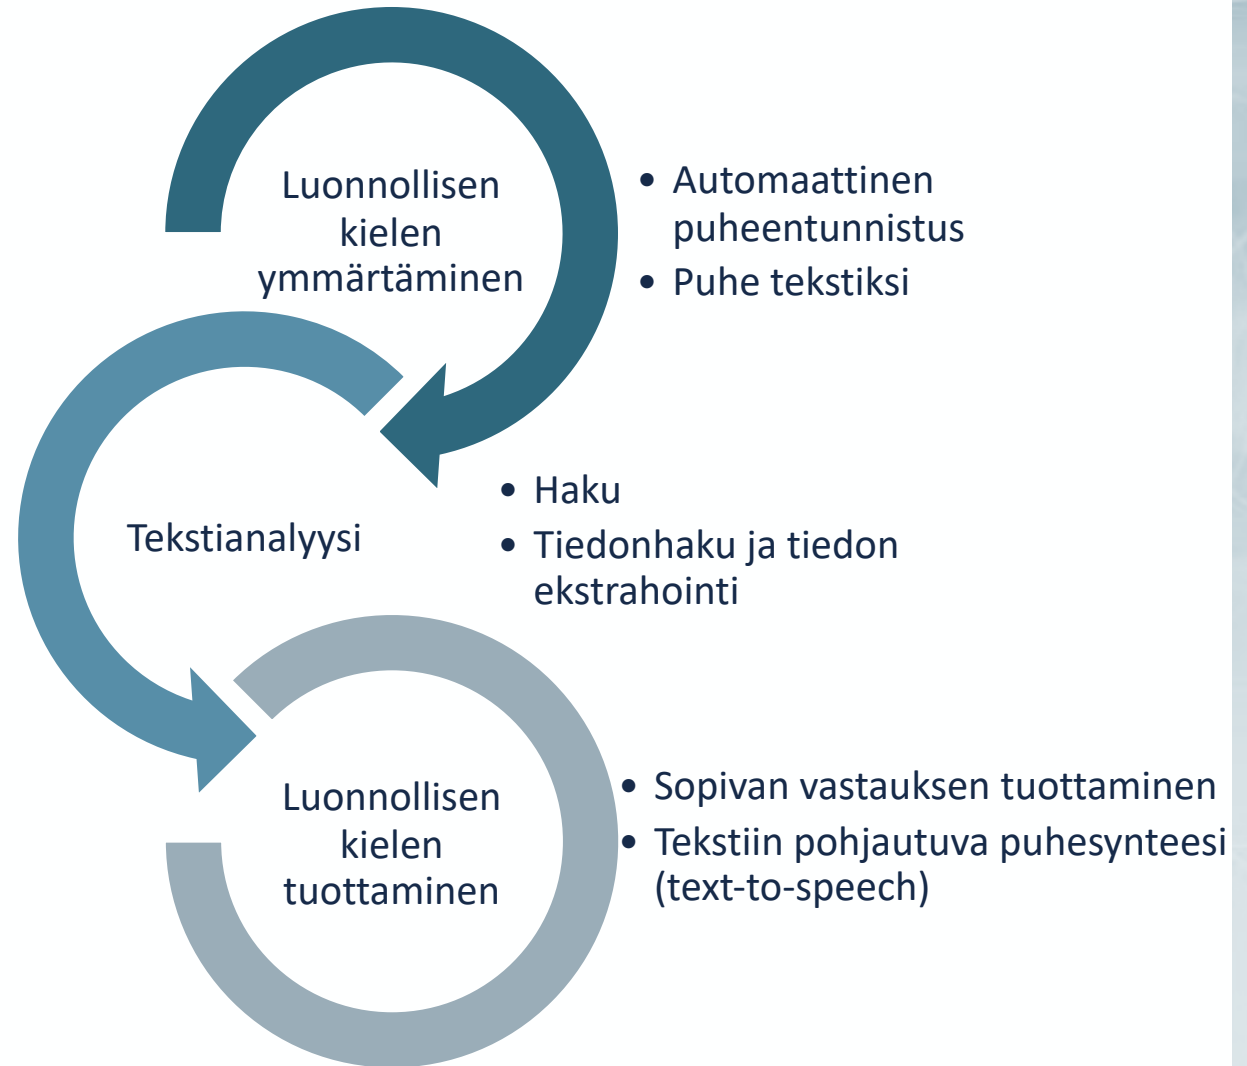 Luonnollisen
kielen
ymmärtäminen
• Automaattinen
puheentunnistus
• Puhe tekstiksi
Tekstianalyysi
• Haku
• Tiedonhaku ja tiedon
ekstrahointi
Luonnollisen
kielen
tuottaminen
• Sopivan vastauksen tuottaminen
• Tekstiin pohjautuva puhesynteesi
(text-to-speech)